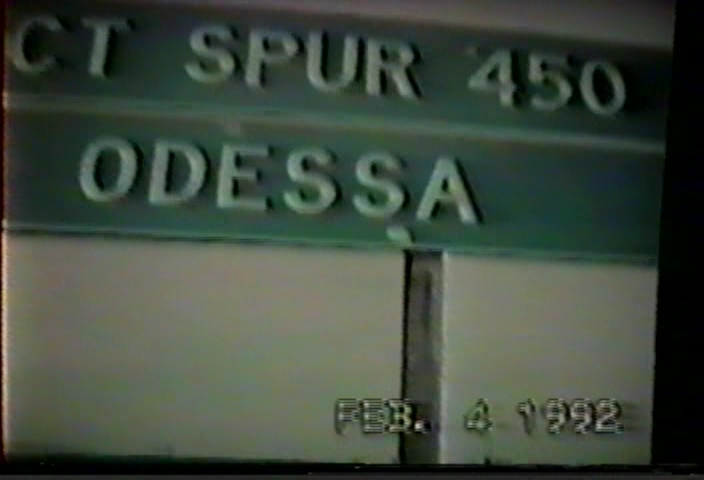 CT SPUR 450
ODESSA
FEB. 4 1992